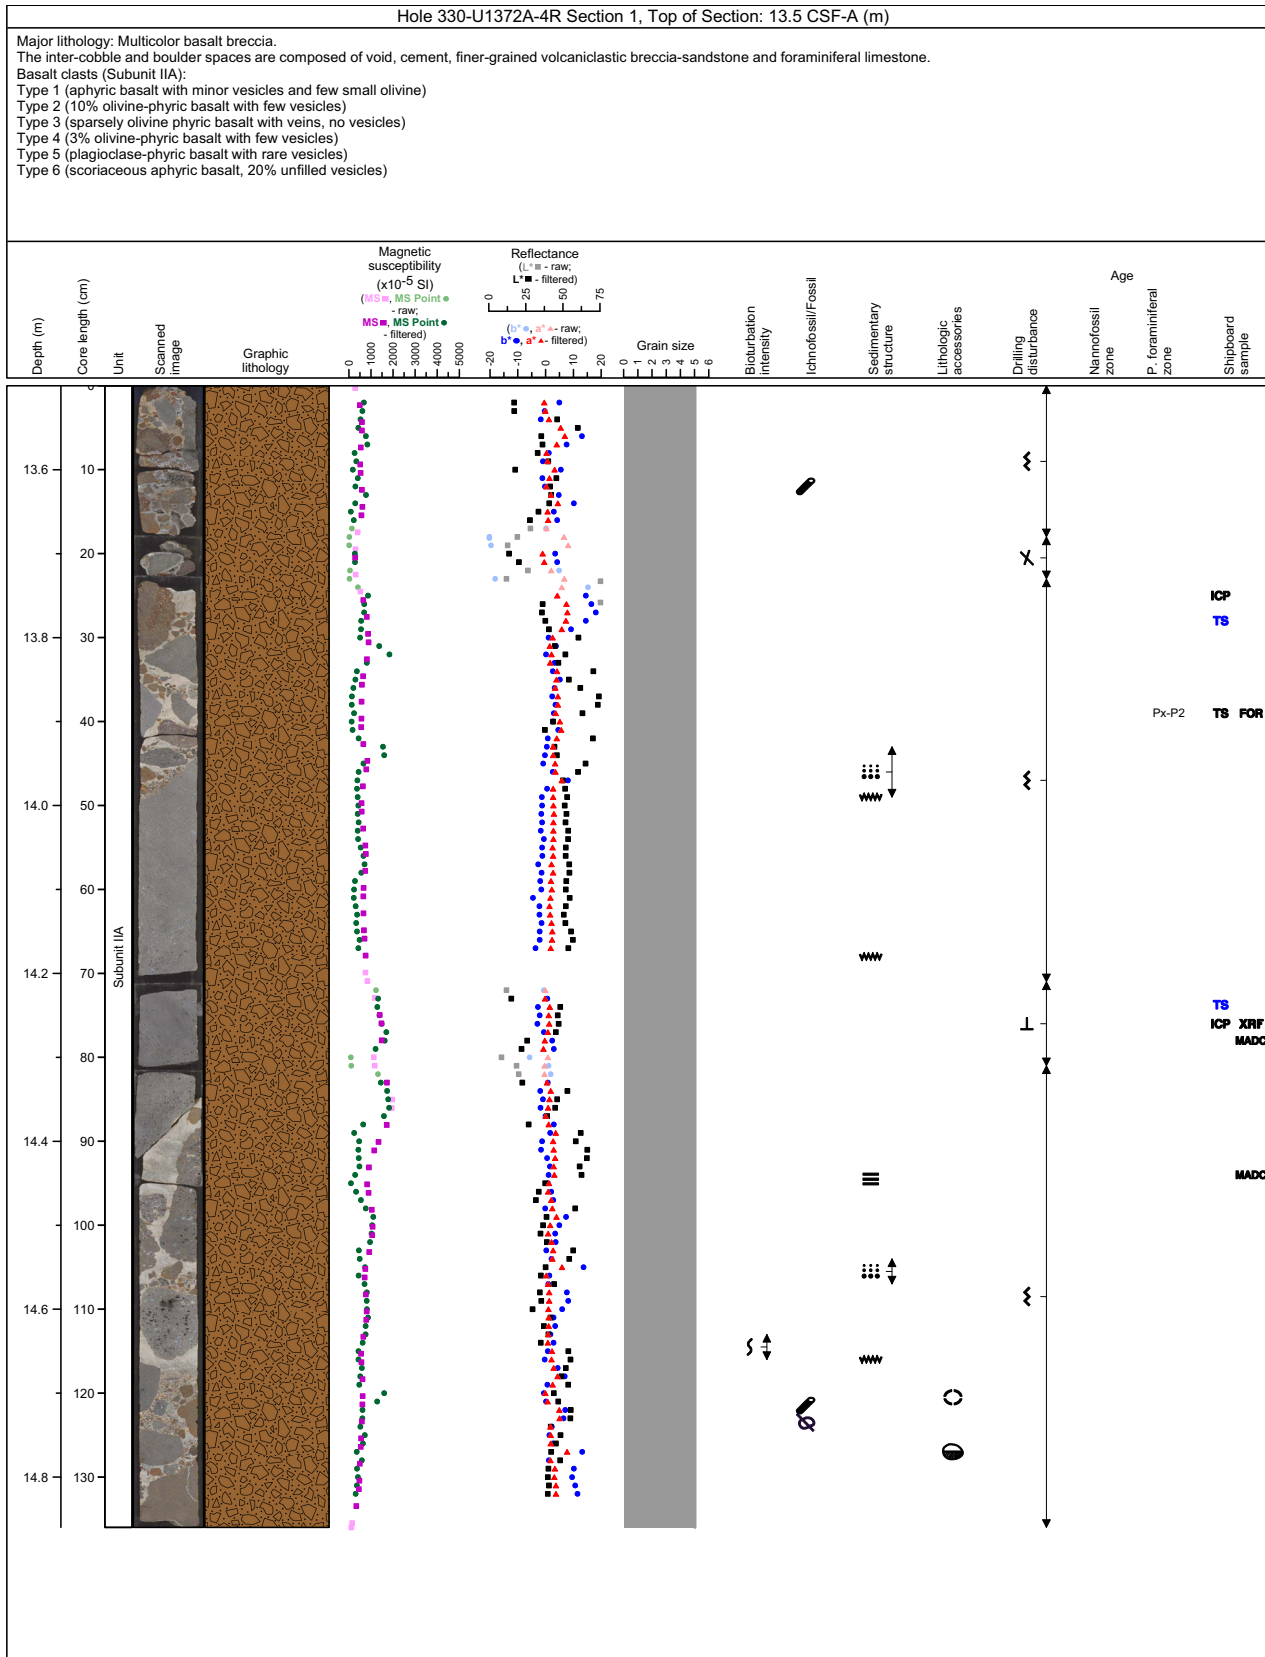 Hole 330-U1372A-4R Section 1, Top of Section: 13.5 CSF-A (m)
Major lithology: Multicolor basalt breccia.
The inter-cobble and boulder spaces are composed of void, cement, finer-grained volcaniclastic breccia-sandstone and foraminiferal limestone.
Basalt clasts (Subunit IIA):
Type 1 (aphyric basalt with minor vesicles and few small olivine)
Type 2 (10% olivine-phyric basalt with few vesicles)
Type 3 (sparsely olivine phyric basalt with veins, no vesicles)
Type 4 (3% olivine-phyric basalt with few vesicles)
Type 5 (plagioclase-phyric basalt with rare vesicles)
Type 6 (scoriaceous aphyric basalt, 20% unfilled vesicles)
Depth (m)
Core length (cm)
Unit
Scanned
image
Graphic
lithology
Magnetic
susceptibility
(x10-5 SI)
(MS, MS Point
- raw;
MS, MS Point
- filtered)
0 1000 2000 3000 4000 5000
Reflectance
(L* - raw;
L* - filtered)
0 25 50 75
(b*, a* - raw;
b*, a* - filtered)
-20 -10 0 10 20
Grain size
0 1 2 3 4 5 6
Bioturbation
intensity
Ichnofossil/Fossil
Sedimentary
structure
Lithologic
accessories
Drilling
disturbance
Age
Nannofossil
zone
P. foraminiferal
zone
Shipboard
sample
0
13.6 10
20
ICP
TS
13.8 30
Px-P2 TS FOR
40
14.0 50
60
Subunit IIA
14.2 70
TS
ICP XRF
MADC
80
14.4 90
MADC
100
14.6 110
120
14.8 130